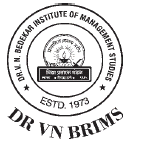 DR.V. N. BEDEKAR INSTITUTE OF MANAGEMENT STUDIES
ESTD. 1973
DR VN BRIMS